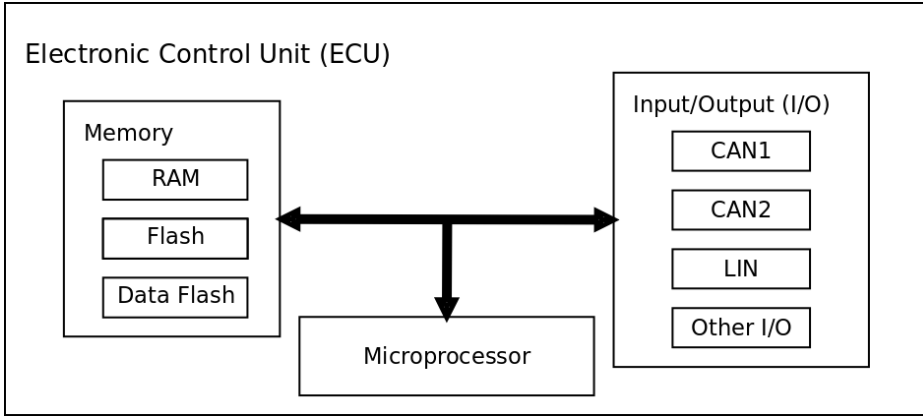 Electronic Control Unit (ECU)
Memory
RAM
Flash
Data Flash
Microprocessor
Input/Output (I/O)
CAN1
CAN2
LIN
Other I/O